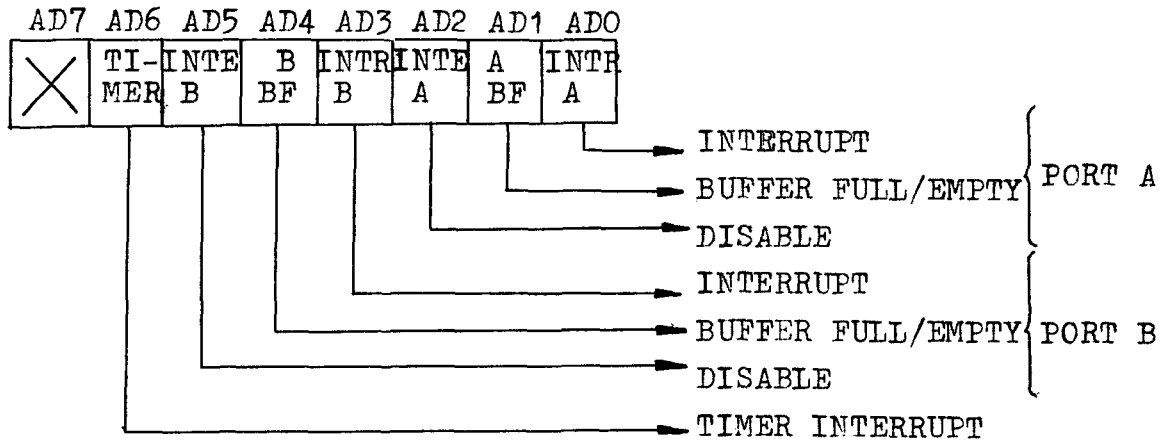 AD7 AD6 AD5 AD4 AD3 AD2 AD1 AD0
TI- INTE B INTR INTE A INTR
MER B BF B A BF A
INTERRUPT
BUFFER FULL/EMPTY
PORT A
DISABLE
INTERRUPT
BUFFER FULL/EMPTY
PORT B
DISABLE
TIMER INTERRUPT